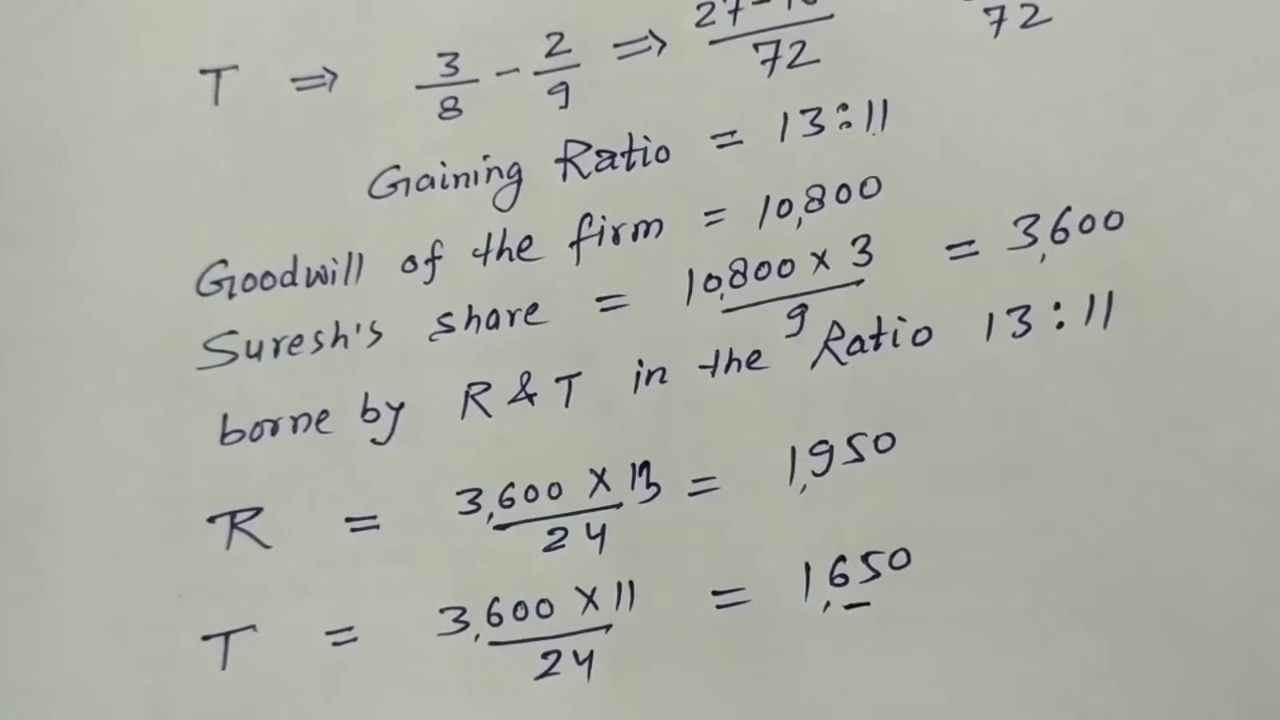 T ⇒ 3/8 - 2/9 ⇒ 27-16/72 72
Gaining Ratio = 13:11
Goodwill of the firm = 10,800
Suresh's share = 10,800 x 3/9 = 3,600
borne by R & T in the Ratio 13:11
R = 3,600 x 13/24 = 1,950
T = 3,600 x 11/24 = 1,650